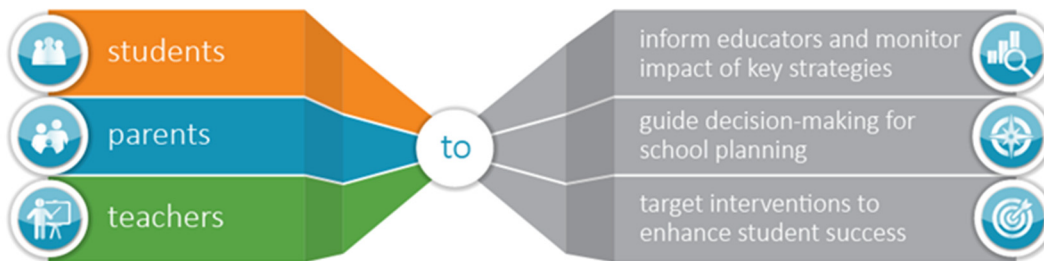 students
parents
teachers
to
inform educators and monitor
impact of key strategies
guide decision-making for
school planning
target interventions to
enhance student success